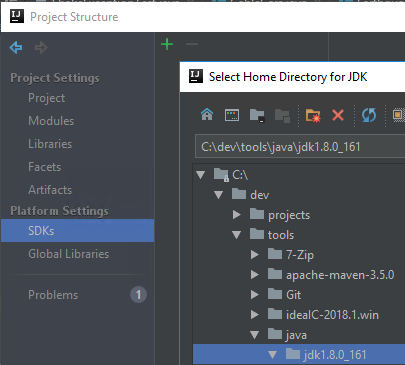 Project Structure
Project Settings
Project
Modules
Libraries
Facets
Artifacts
Platform Settings
SDKs
Global Libraries
Problems 1
Select Home Directory for JDK
C:\dev\tools\java\jdk1.8.0_161
C:\
dev
projects
tools
7-Zip
apache-maven-3.5.0
Git
ideaIC-2018.1.win
java
jdk1.8.0_161